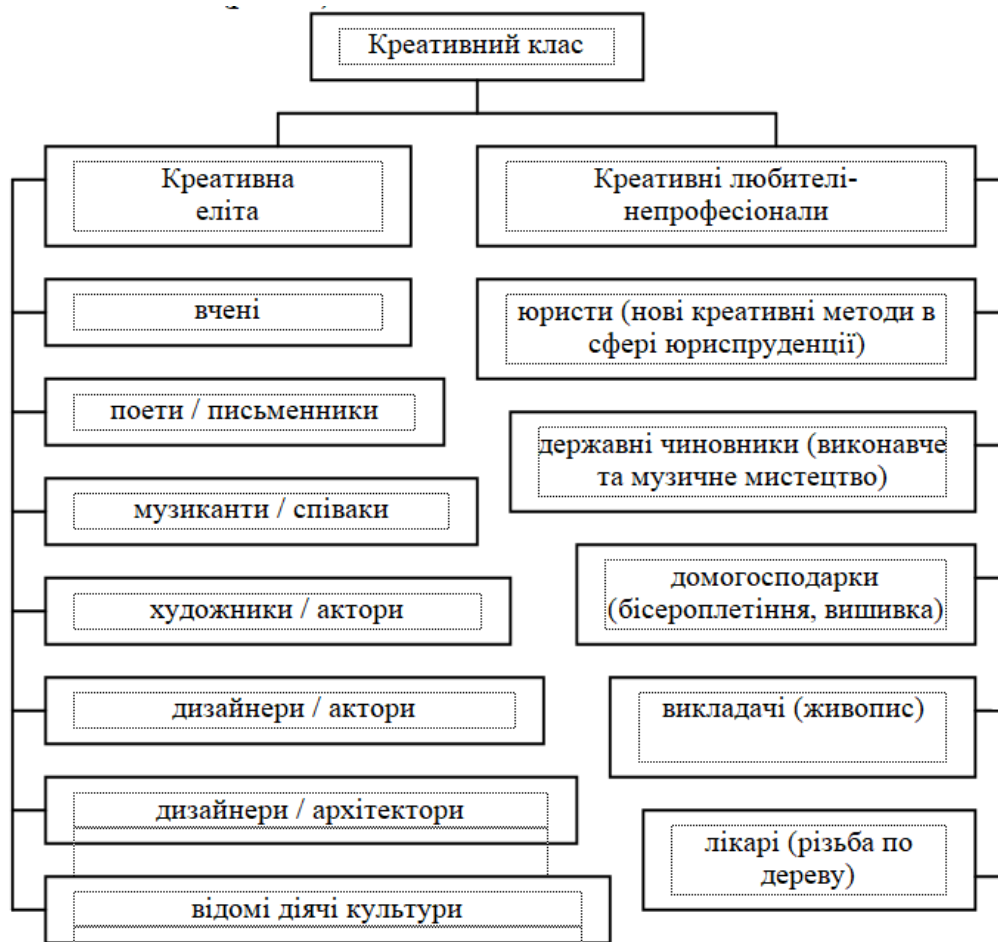 Креативний клас
Креативна
еліта
вчені
поети / письменники
музиканти / співаки
художники / актори
дизайнери / актори
дизайнери / архітектори
відомі діячі культури
Креативні любителі-
непрофесіонали
юристи (нові креативні методи в
сфері юриспруденції)
державні чиновники (виконавче
та музичне мистецтво)
домогосподарки
(бісероплетіння, вишивка)
викладачі (живопис)
лікарі (різьба по
дереву)